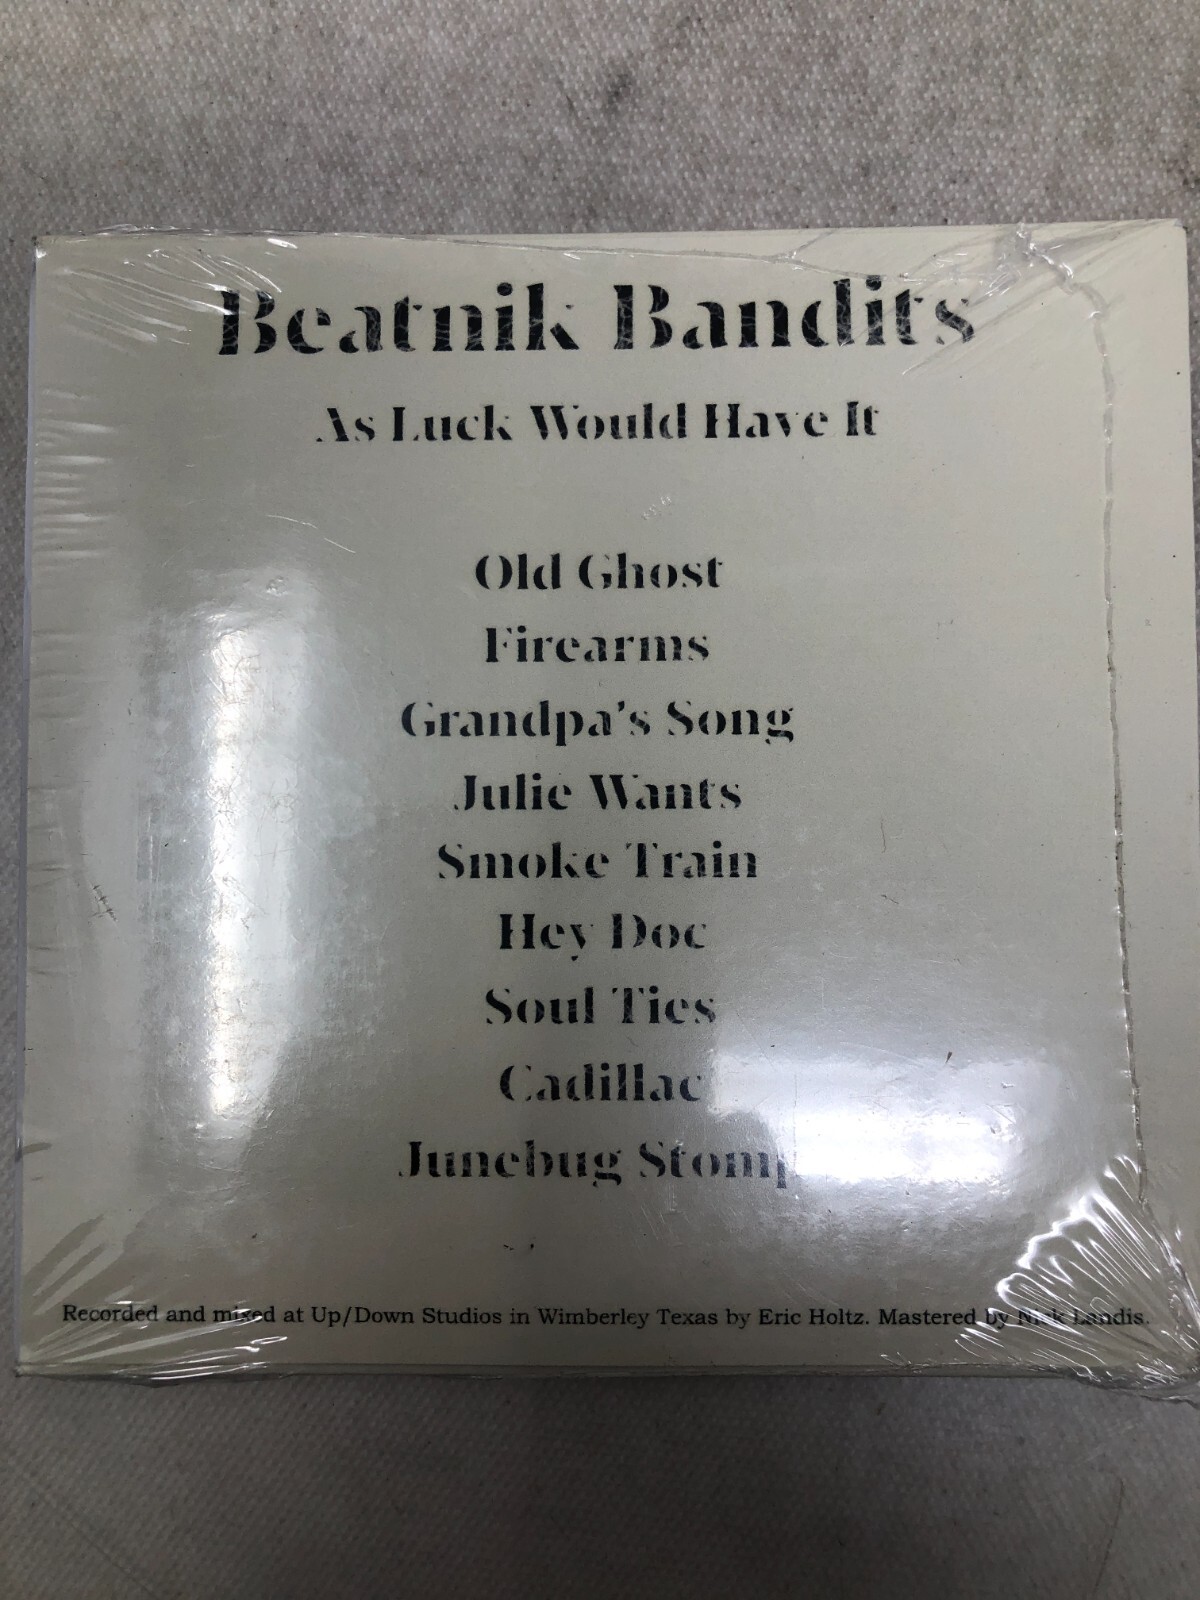 Beatnik Bandits
As Luck Would Have It
Old Ghost
Firearms
Grandpa's Song
Julie Wants
Smoke Train
Hey Doc
Soul Ties
Cadillac
Junebug Stomp
Recorded and mixed at Up/Down Studios in Wimberley Texas by Eric Holtz. Mastered by Nick Landis.